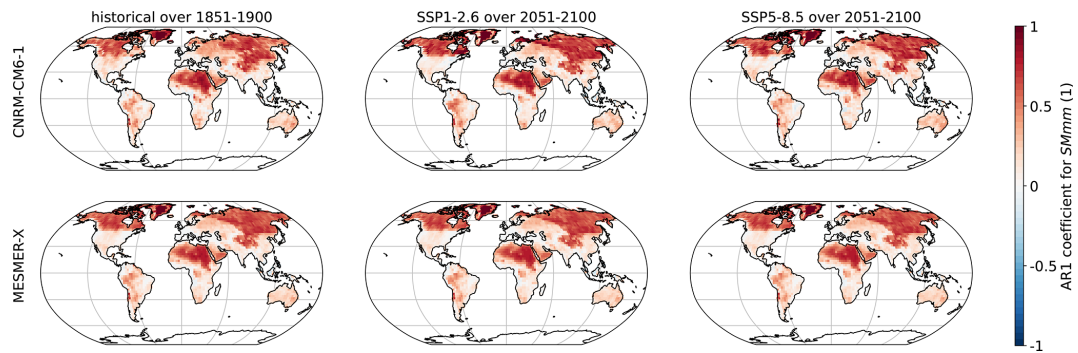 historical over 1851-1900
SSP1-2.6 over 2051-2100
SSP5-8.5 over 2051-2100
CNRM-CM6-1
MESMER-X
1
0.5
0
-0.5
-1
AR1 coefficient for SMmm (1)